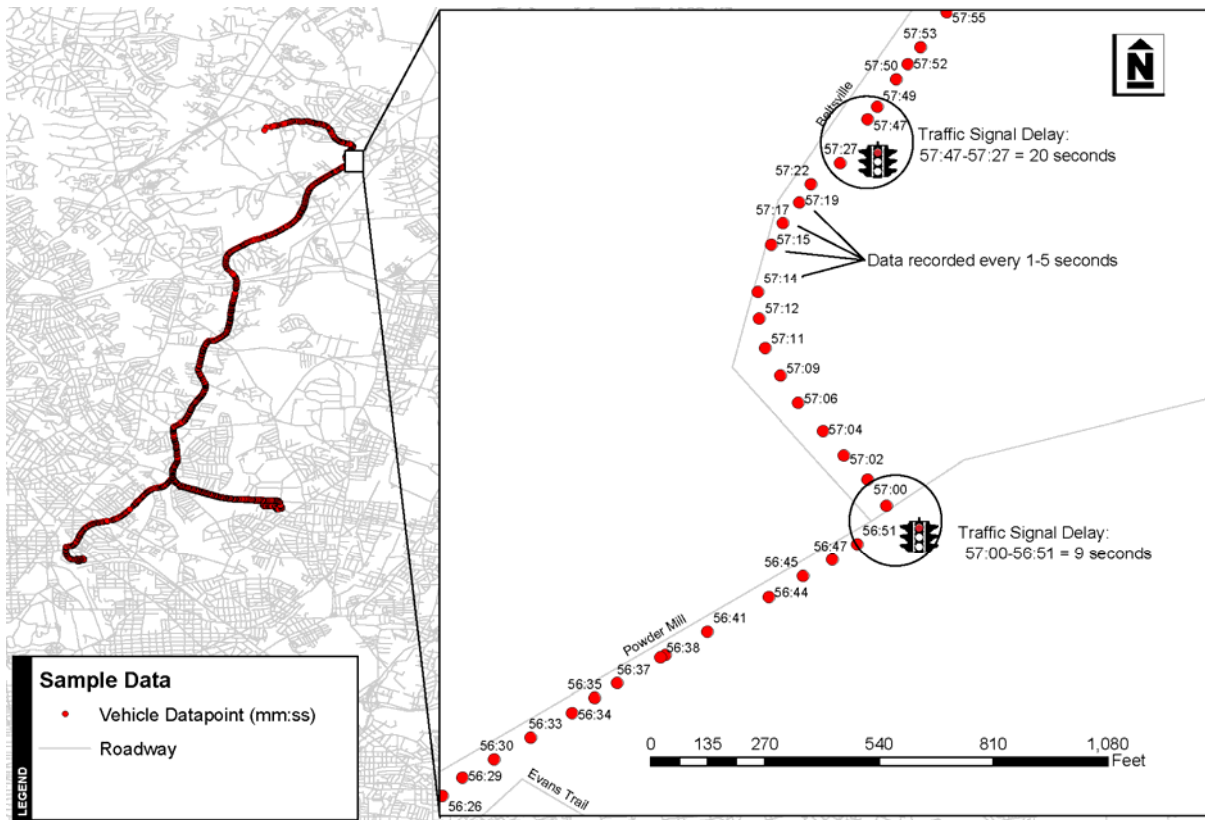 57:55
57:53
57:52
57:50
57:49
57:47
57:27
57:22
57:19
57:17
57:15
57:14
57:12
57:11
57:09
57:06
57:04
57:02
57:00
56:51
56:47
56:45
56:44
56:41
56:38
56:37
56:35
56:34
56:33
56:30
56:29
56:26
N
Beltsville
Traffic Signal Delay:
57:47-57:27 = 20 seconds
Data recorded every 1-5 seconds
Traffic Signal Delay:
57:00-56:51 = 9 seconds
Powder Mill
Evans Trail
0 135 270 540 810 1,080
Feet
LEGEND
Sample Data
Vehicle Datapoint (mm:ss)
Roadway